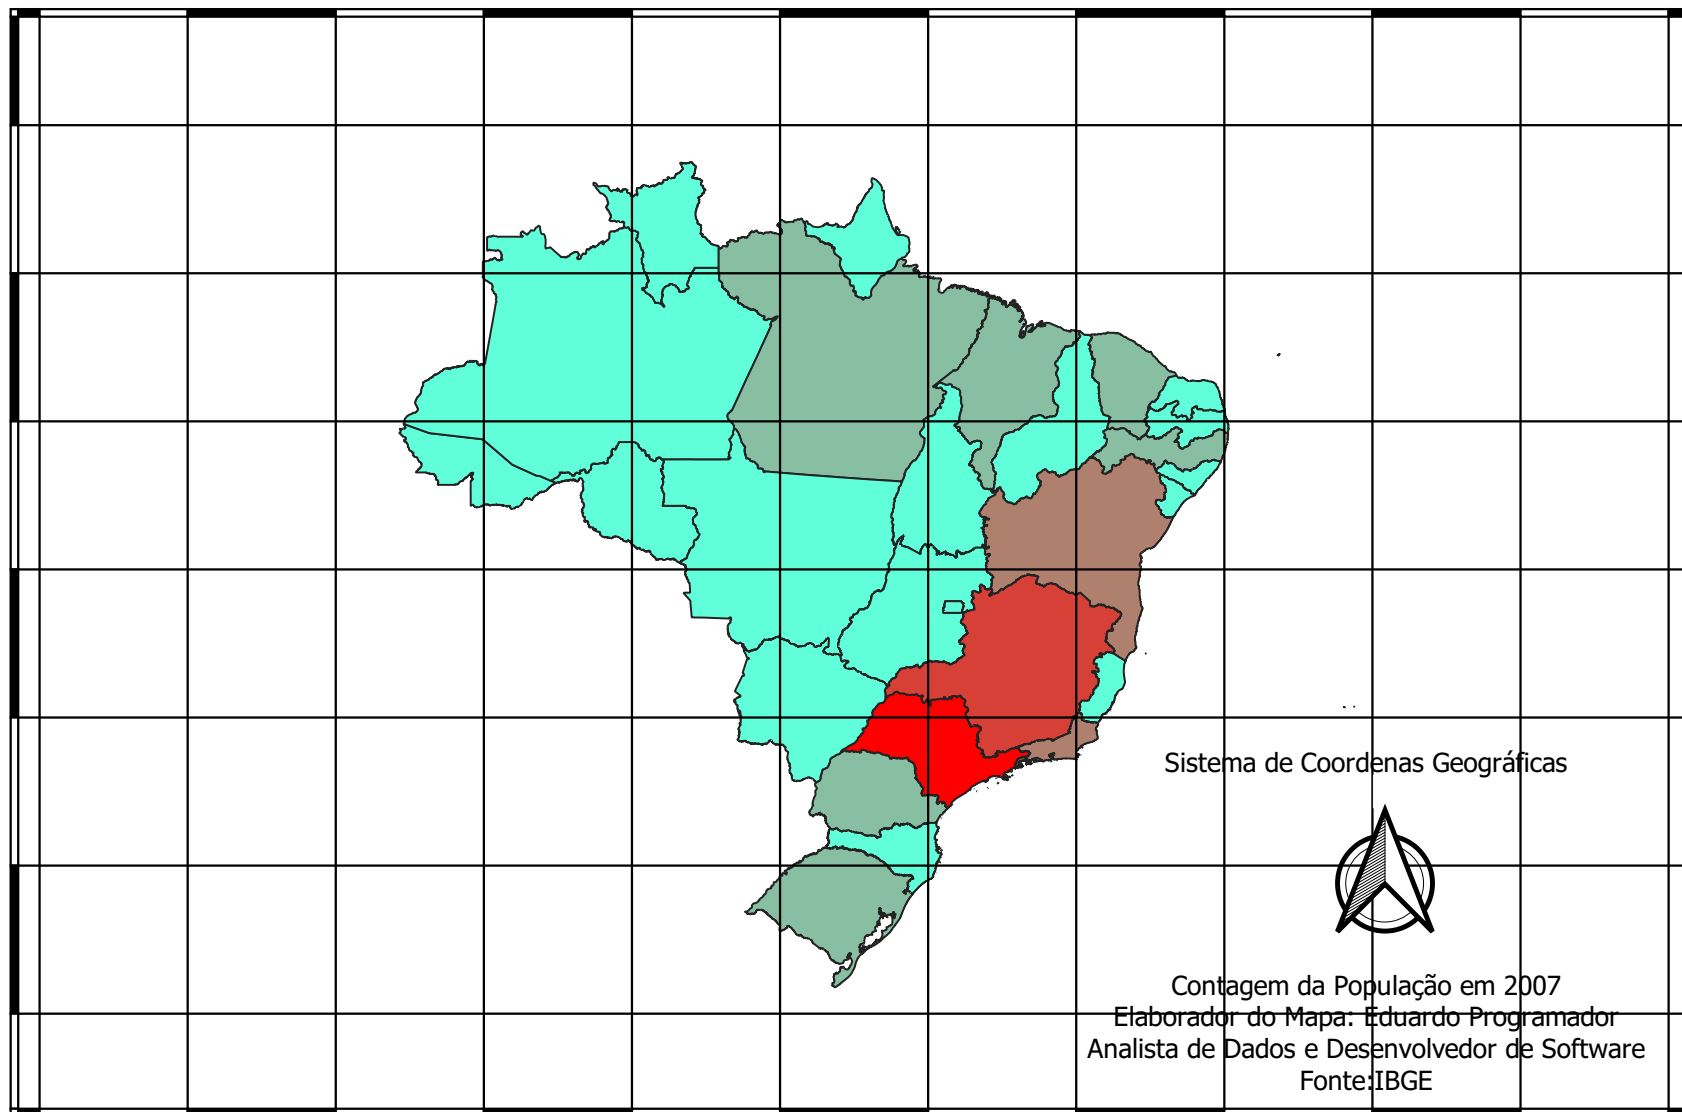 Sistema de Coordenas Geográficas
Contagem da População em 2007
Elaborador do Mapa: Eduardo Programador
Analista de Dados e Desenvolvedor de Software
Fonte:IBGE